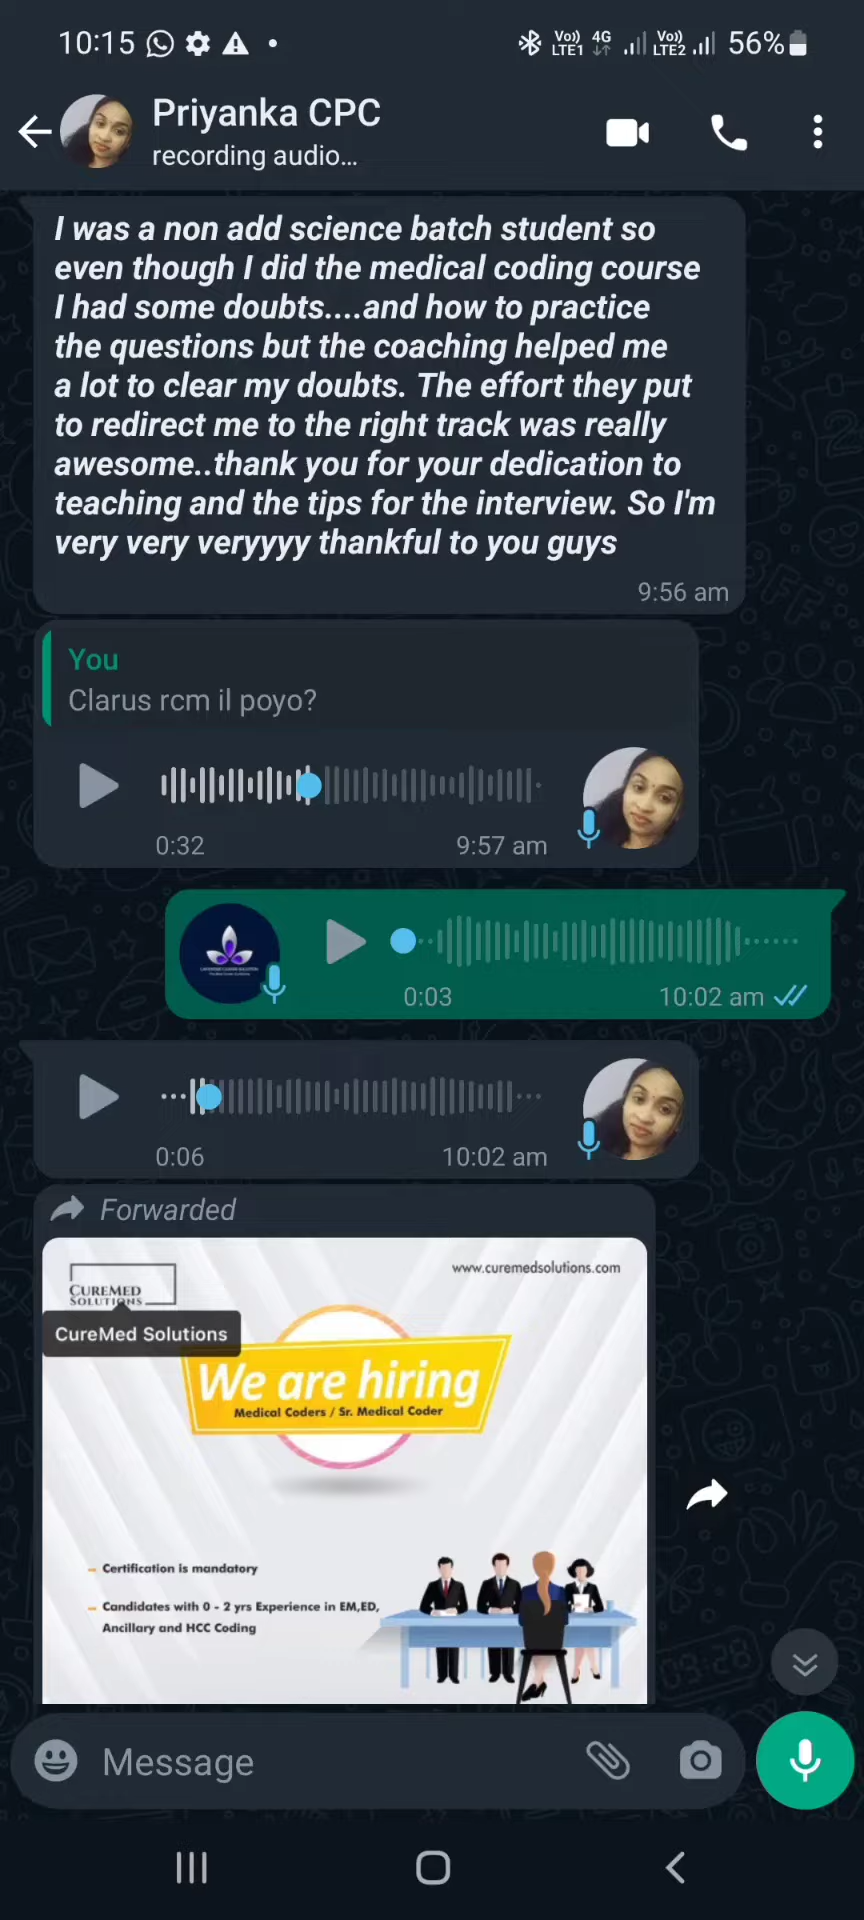 10:15
Vo)) 4G Vo)) 56%
LTE1 LTE2
Priyanka CPC
recording audio...
I was a non add science batch student so
even though I did the medical coding course
I had some doubts....and how to practice
the questions but the coaching helped me
a lot to clear my doubts. The effort they put
to redirect me to the right track was really
awesome..thank you for your dedication to
teaching and the tips for the interview. So I'm
very very veryyyy thankful to you guys
9:56 am
You
Clarus rcm il poyo?
0:32 9:57 am
0:03 10:02 am
0:06 10:02 am
Forwarded
www.curemedsolutions.com
CUREMED
SOLUTIONS
CureMed Solutions
We are hiring
Medical Coders / Sr. Medical Coder
Certification is mandatory
Candidates with 0 - 2 yrs Experience in EM,ED,
Ancillary and HCC Coding
Message